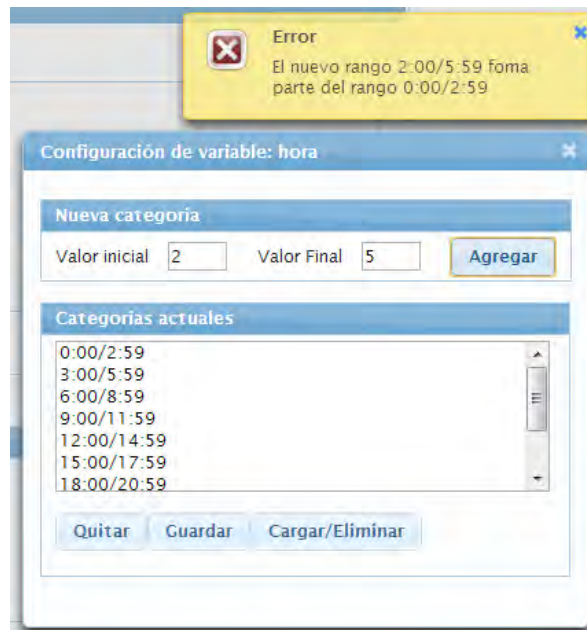 Error
El nuevo rango 2:00/5:59 foma
parte del rango 0:00/2:59
Configuración de variable: hora
Nueva categoria
Valor inicial 2 Valor Final 5 Agregar
Categorias actuales
0:00/2:59
3:00/5:59
6:00/8:59
9:00/11:59
12:00/14:59
15:00/17:59
18:00/20:59
Quitar Guardar Cargar/Eliminar